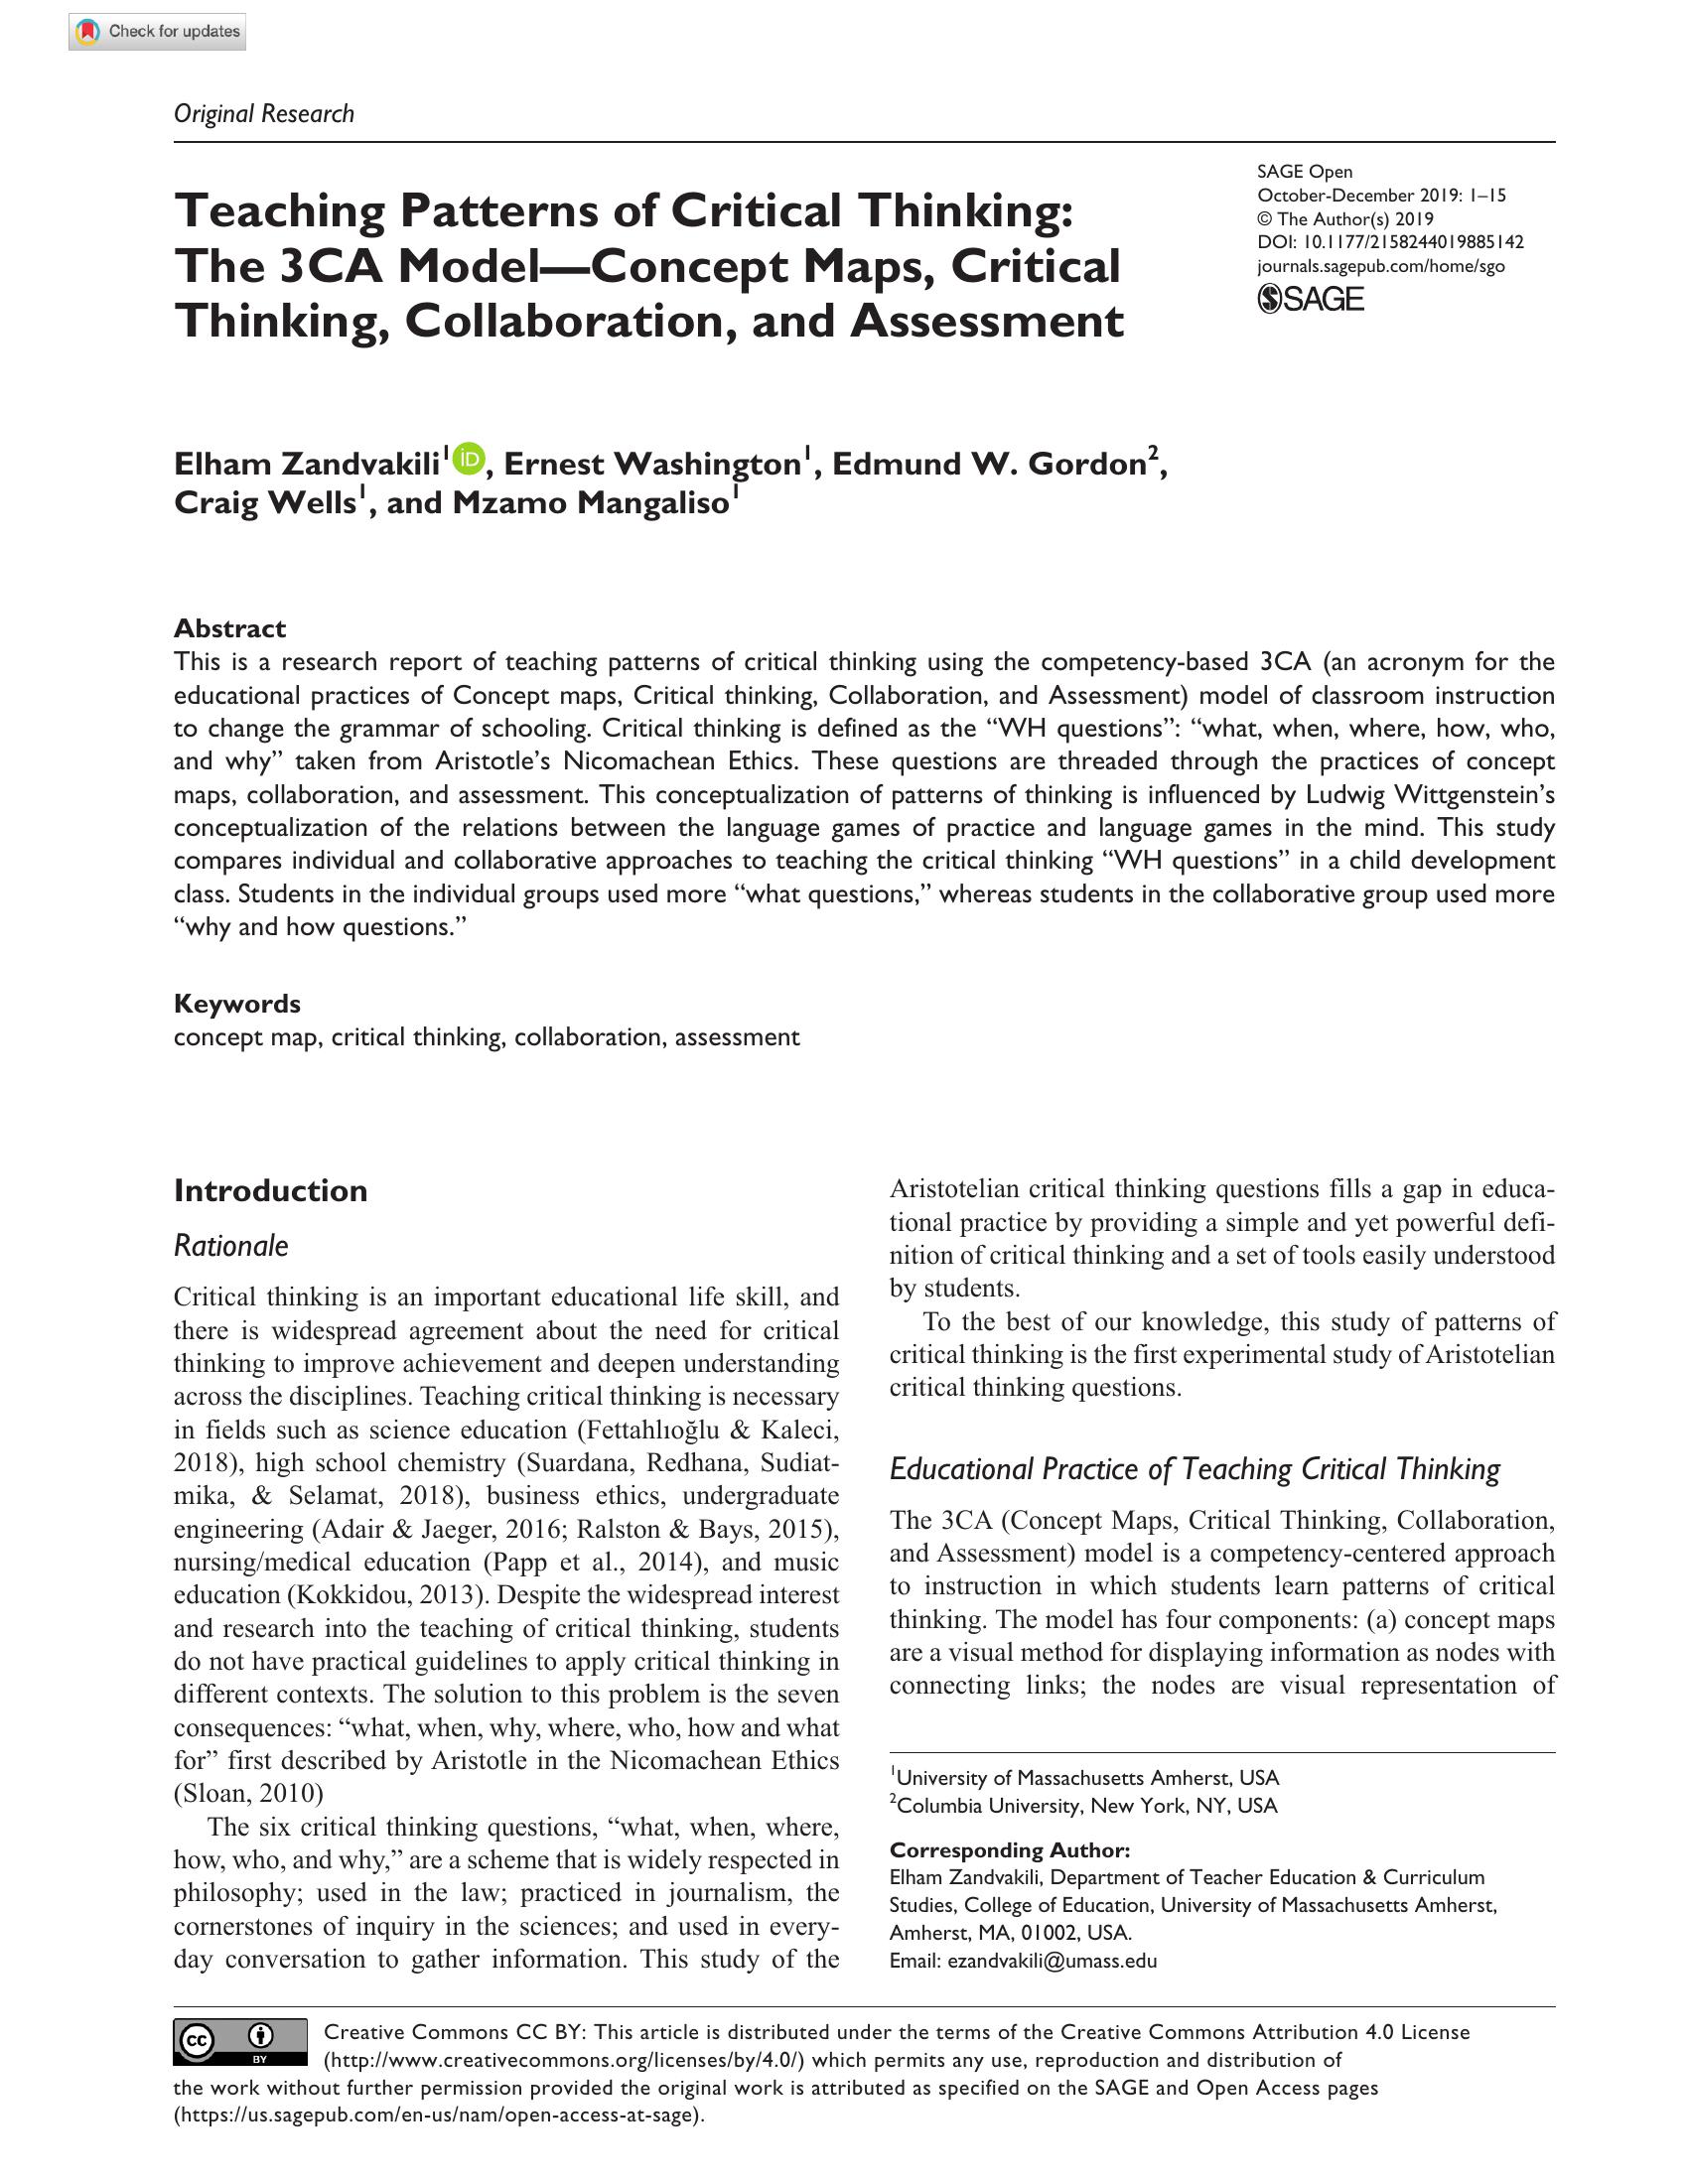 Check for updates
Original Research
SAGE Open
October-December 2019: 1–15
© The Author(s) 2019
DOI: 10.1177/2158244019885142
journals.sagepub.com/home/sgo
SAGE
Teaching Patterns of Critical Thinking:
The 3CA Model—Concept Maps, Critical
Thinking, Collaboration, and Assessment
Elham Zandvakili1 iD, Ernest Washington1, Edmund W. Gordon2,
Craig Wells1, and Mzamo Mangaliso1
Abstract
This is a research report of teaching patterns of critical thinking using the competency-based 3CA (an acronym for the
educational practices of Concept maps, Critical thinking, Collaboration, and Assessment) model of classroom instruction
to change the grammar of schooling. Critical thinking is defined as the “WH questions”: “what, when, where, how, who,
and why” taken from Aristotle’s Nicomachean Ethics. These questions are threaded through the practices of concept
maps, collaboration, and assessment. This conceptualization of patterns of thinking is influenced by Ludwig Wittgenstein’s
conceptualization of the relations between the language games of practice and language games in the mind. This study
compares individual and collaborative approaches to teaching the critical thinking “WH questions” in a child development
class. Students in the individual groups used more “what questions,” whereas students in the collaborative group used more
“why and how questions.”
Keywords
concept map, critical thinking, collaboration, assessment
Introduction
Rationale
Critical thinking is an important educational life skill, and
there is widespread agreement about the need for critical
thinking to improve achievement and deepen understanding
across the disciplines. Teaching critical thinking is necessary
in fields such as science education (Fettahlıoğlu & Kaleci,
2018), high school chemistry (Suardana, Redhana, Sudiat-
mika, & Selamat, 2018), business ethics, undergraduate
engineering (Adair & Jaeger, 2016; Ralston & Bays, 2015),
nursing/medical education (Papp et al., 2014), and music
education (Kokkidou, 2013). Despite the widespread interest
and research into the teaching of critical thinking, students
do not have practical guidelines to apply critical thinking in
different contexts. The solution to this problem is the seven
consequences: “what, when, why, where, who, how and what
for” first described by Aristotle in the Nicomachean Ethics
(Sloan, 2010)
The six critical thinking questions, “what, when, where,
how, who, and why,” are a scheme that is widely respected in
philosophy; used in the law; practiced in journalism, the
cornerstones of inquiry in the sciences; and used in every-
day conversation to gather information. This study of the
Aristotelian critical thinking questions fills a gap in educa-
tional practice by providing a simple and yet powerful defi-
nition of critical thinking and a set of tools easily understood
by students.
To the best of our knowledge, this study of patterns of
critical thinking is the first experimental study of Aristotelian
critical thinking questions.
Educational Practice of Teaching Critical Thinking
The 3CA (Concept Maps, Critical Thinking, Collaboration,
and Assessment) model is a competency-centered approach
to instruction in which students learn patterns of critical
thinking. The model has four components: (a) concept maps
are a visual method for displaying information as nodes with
connecting links; the nodes are visual representation of
1University of Massachusetts Amherst, USA
2Columbia University, New York, NY, USA
Corresponding Author:
Elham Zandvakili, Department of Teacher Education & Curriculum
Studies, College of Education, University of Massachusetts Amherst,
Amherst, MA, 01002, USA.
Email: ezandvakili@umass.edu
CC BY
Creative Commons CC BY: This article is distributed under the terms of the Creative Commons Attribution 4.0 License
(http://www.creativecommons.org/licenses/by/4.0/) which permits any use, reproduction and distribution of
the work without further permission provided the original work is attributed as specified on the SAGE and Open Access pages
(https://us.sagepub.com/en-us/nam/open-access-at-sage).